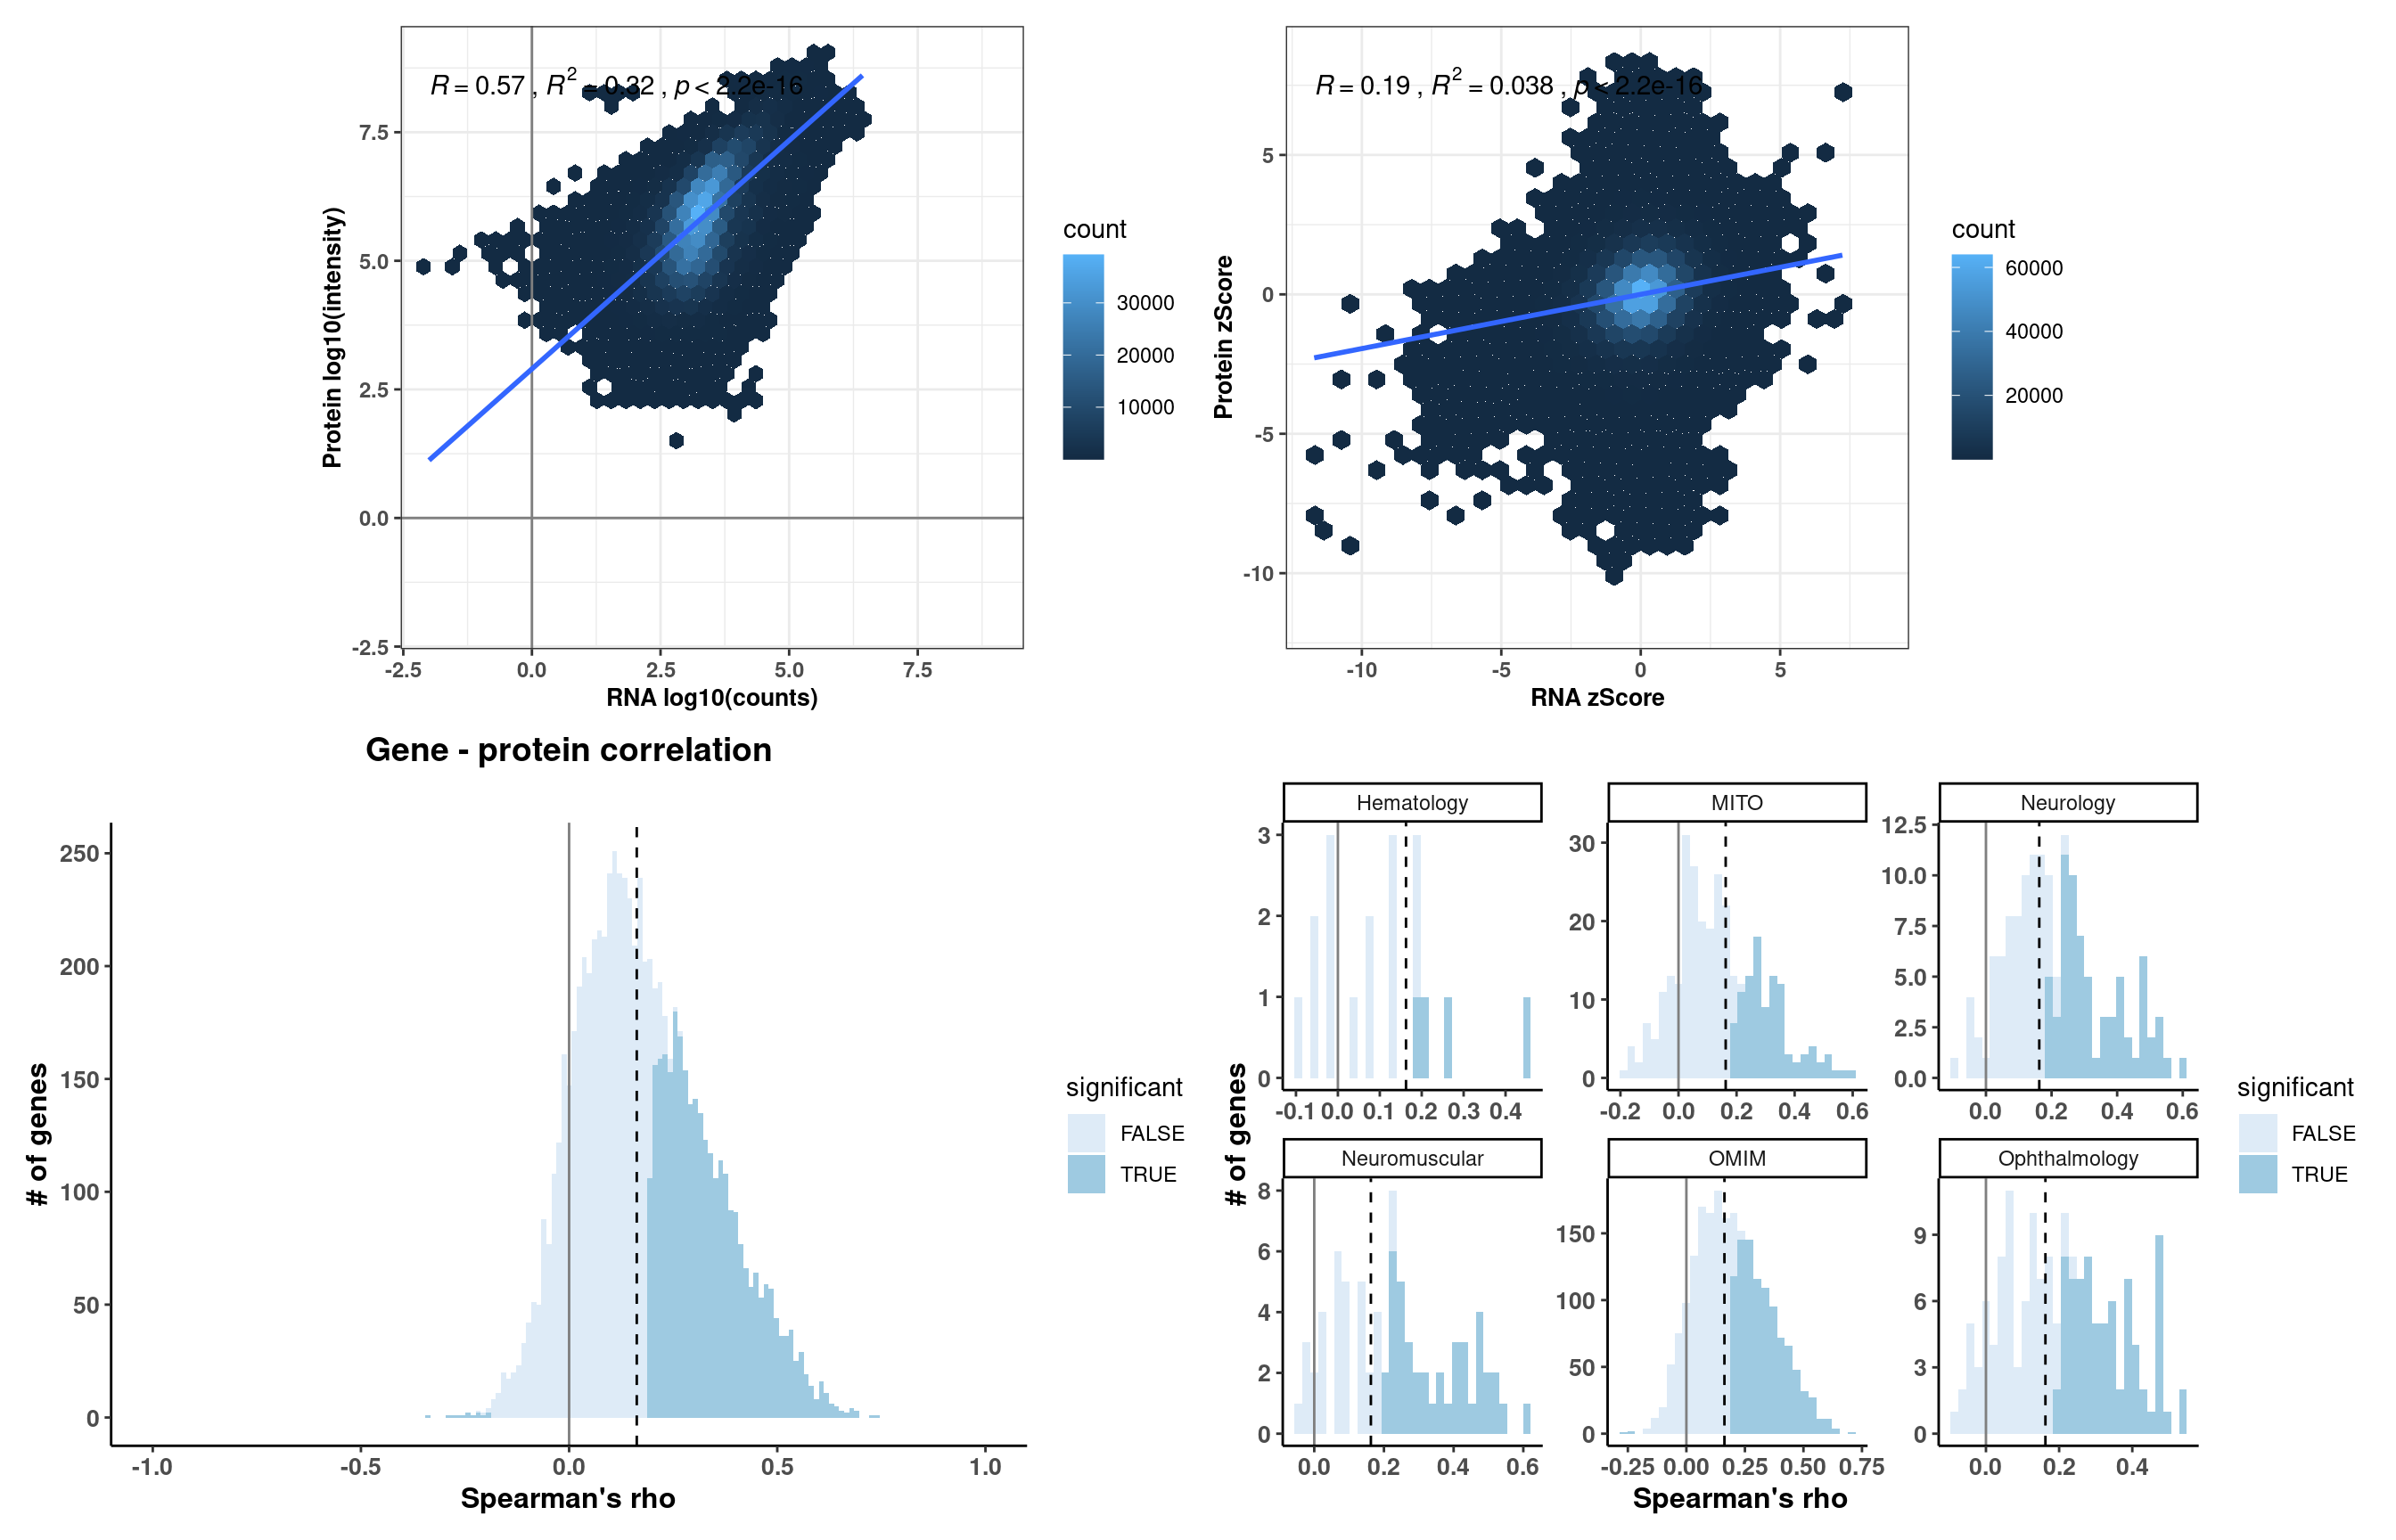 R = 0.57 , R² = 0.32 , p < 2.2e-16
Protein log10(intensity)
7.5
5.0
2.5
0.0
-2.5
-2.5 0.0 2.5 5.0 7.5
RNA log10(counts)
count
30000
20000
10000
R = 0.19 , R² = 0.038 , p < 2.2e-16
Protein zScore
5
0
-5
-10
-10 -5 0 5
RNA zScore
count
60000
40000
20000
Gene - protein correlation
# of genes
250
200
150
100
50
0
-1.0 -0.5 0.0 0.5 1.0
Spearman's rho
significant
FALSE
TRUE
# of genes
Hematology
3
2
1
0
-0.1 0.0 0.1 0.2 0.3 0.4
MITO
30
20
10
0
-0.2 0.0 0.2 0.4 0.6
Neurology
12.5
10.0
7.5
5.0
2.5
0.0
0.0 0.2 0.4 0.6
Neuromuscular
8
6
4
2
0
0.0 0.2 0.4 0.6
OMIM
150
100
50
0
-0.25 0.00 0.25 0.50 0.75
Ophthalmology
9
6
3
0
0.0 0.2 0.4
Spearman's rho
significant
FALSE
TRUE